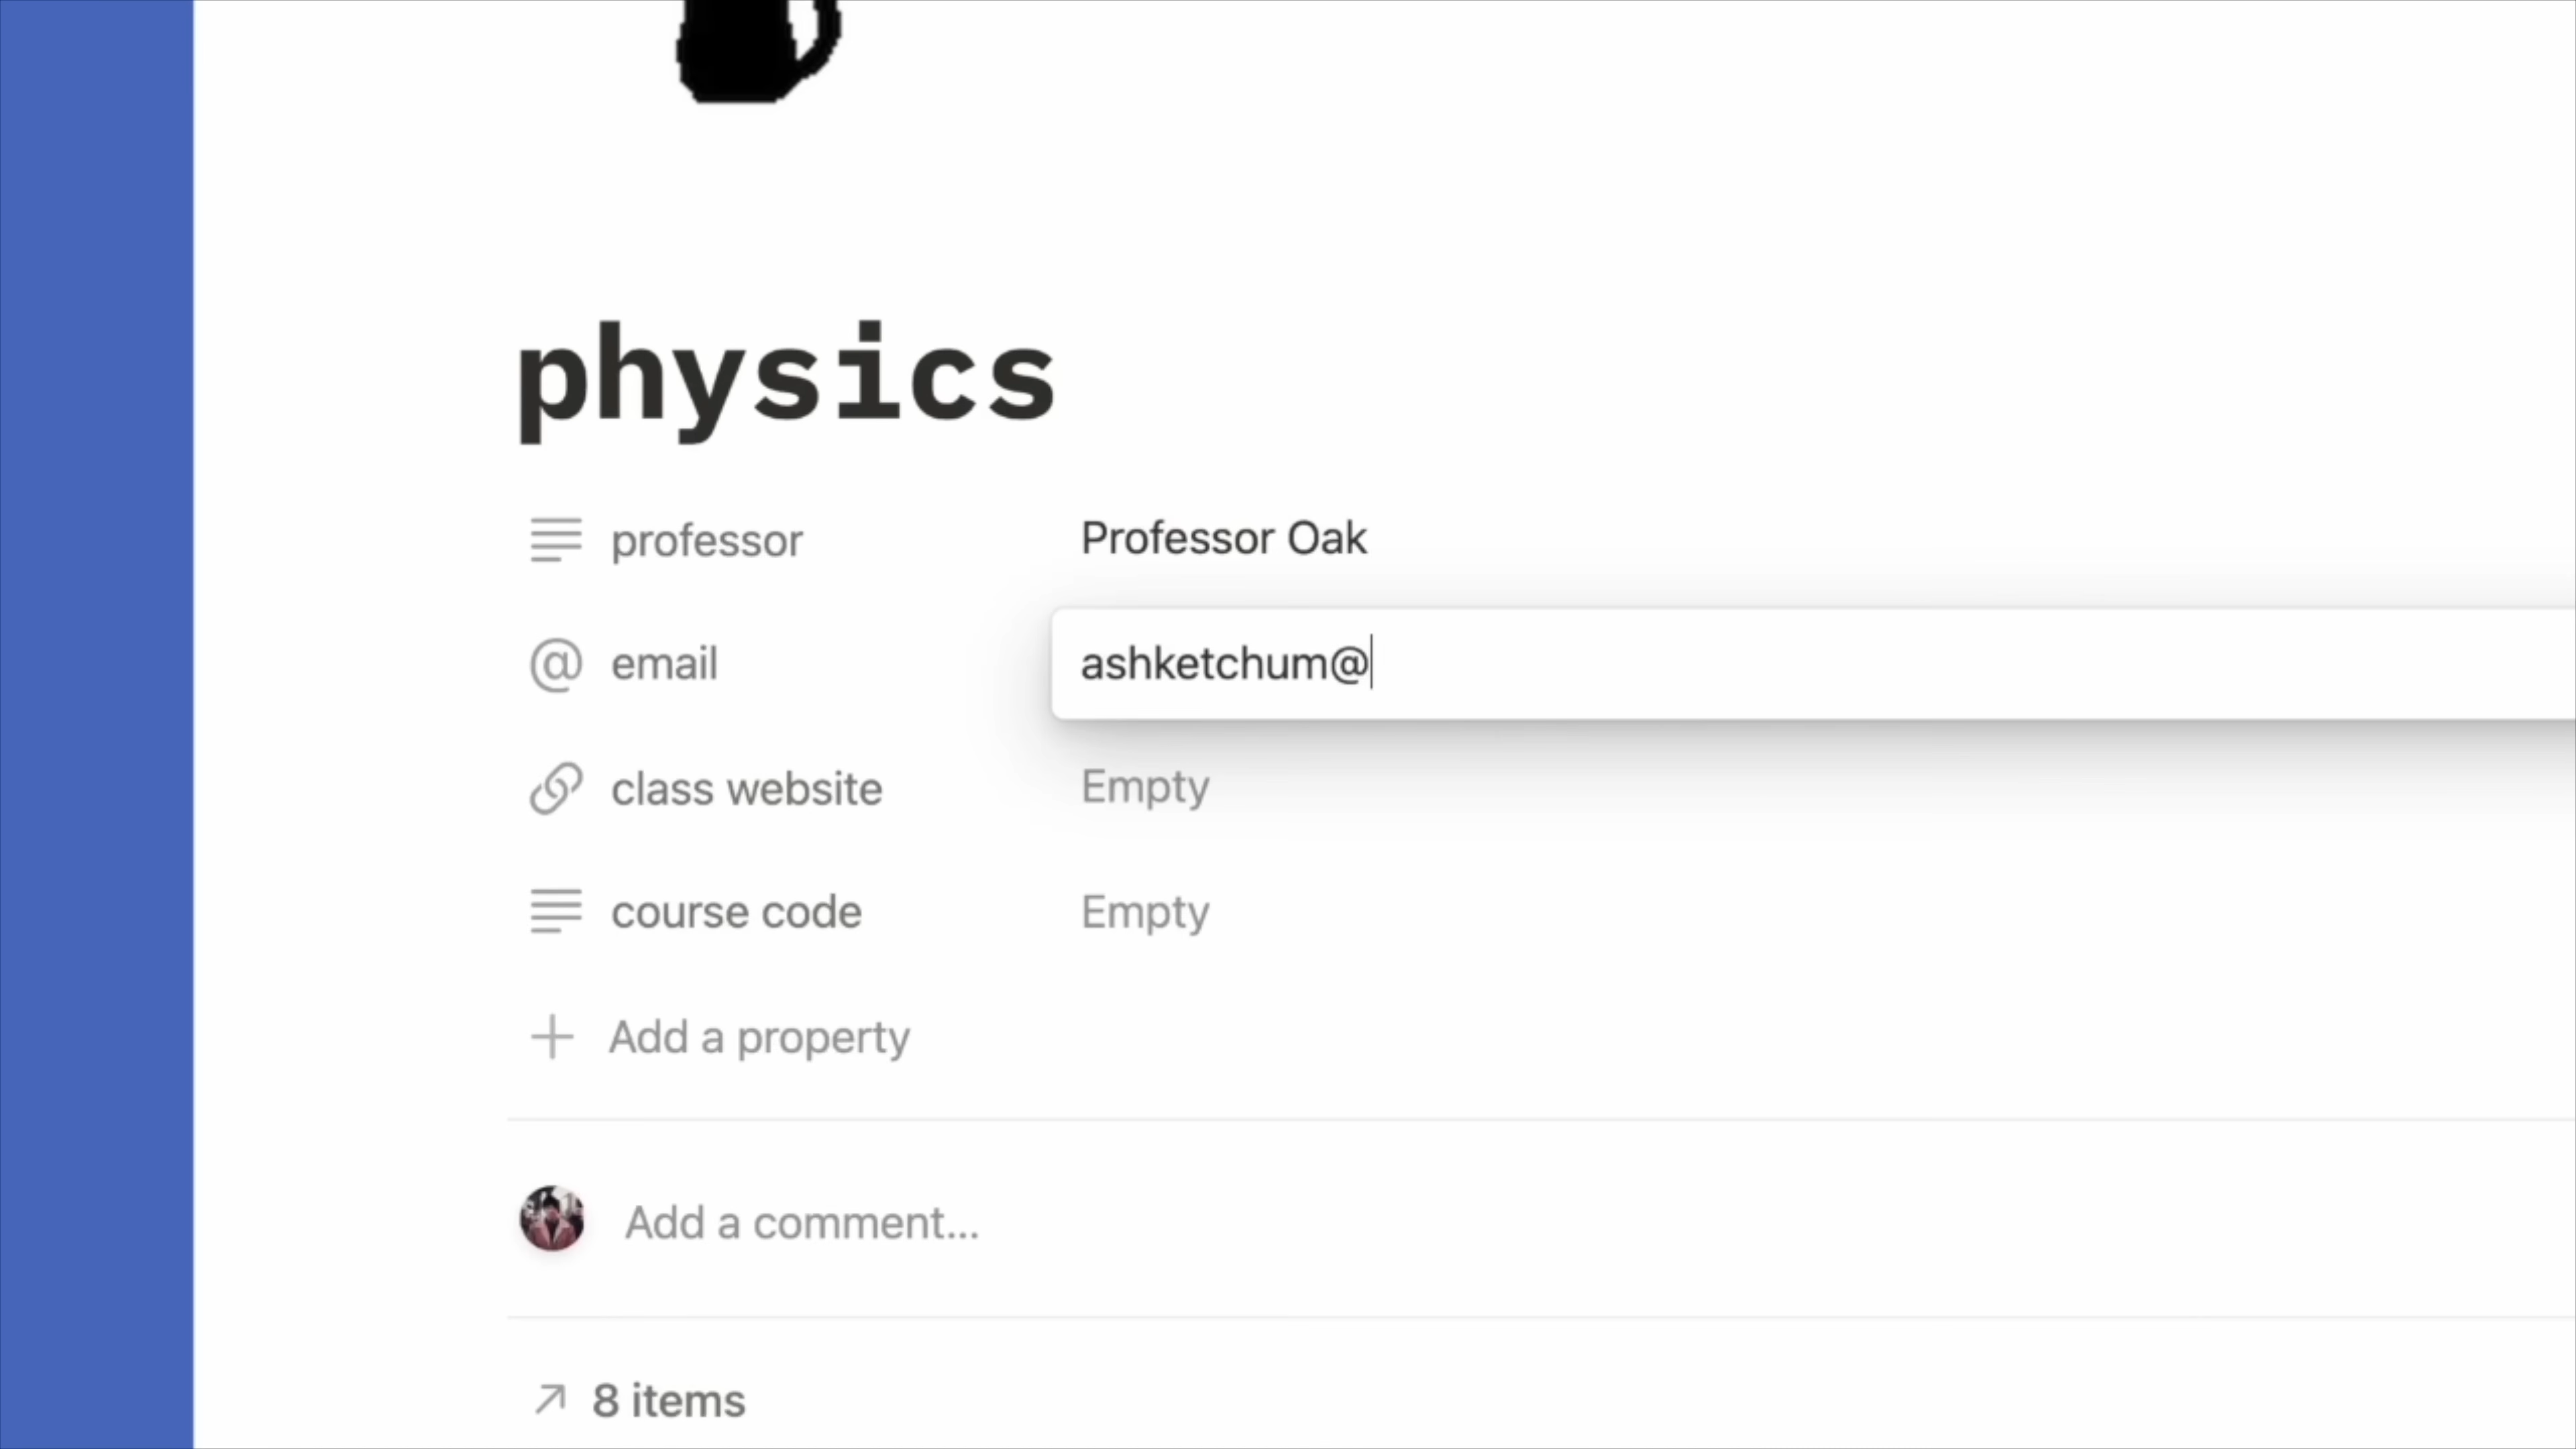 physics
professor Professor Oak
@ email ashketchum@
class website Empty
course code Empty
+ Add a property
Add a comment...
↗ 8 items